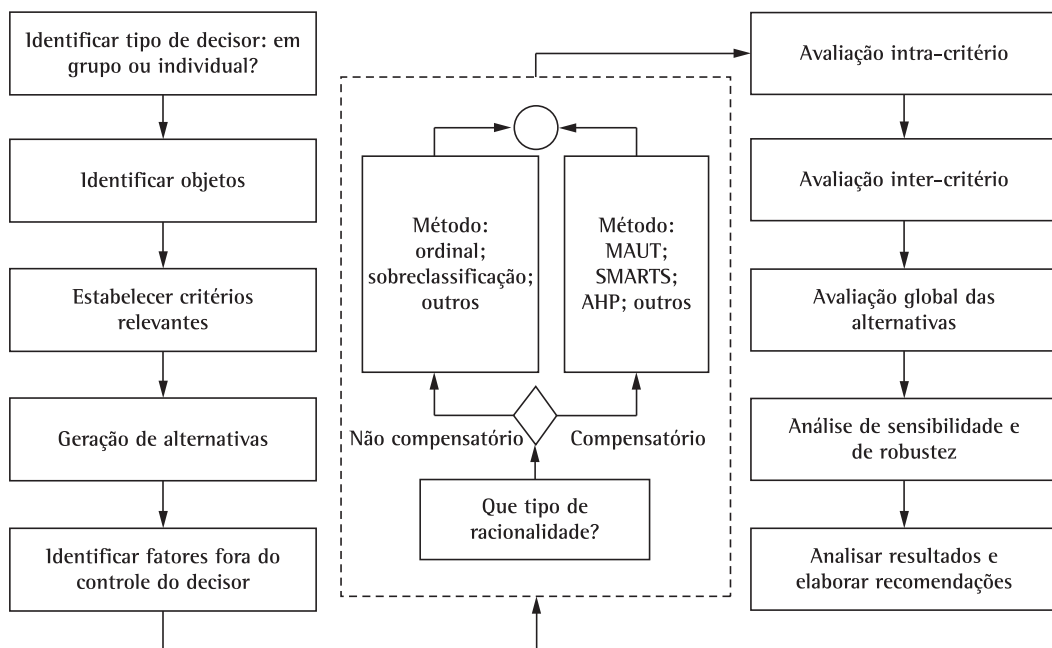 Identificar tipo de decisor: em
grupo ou individual?
Identificar objetos
Estabelecer critérios
relevantes
Geração de alternativas
Identificar fatores fora do
controle do decisor
Método:
ordinal;
sobreclassificação;
outros
Método:
MAUT;
SMARTS;
AHP; outros
Não compensatório
Compensatório
Que tipo de
racionalidade?
Avaliação intra-critério
Avaliação inter-critério
Avaliação global das
alternativas
Análise de sensibilidade e
de robustez
Analisar resultados e
elaborar recomendações